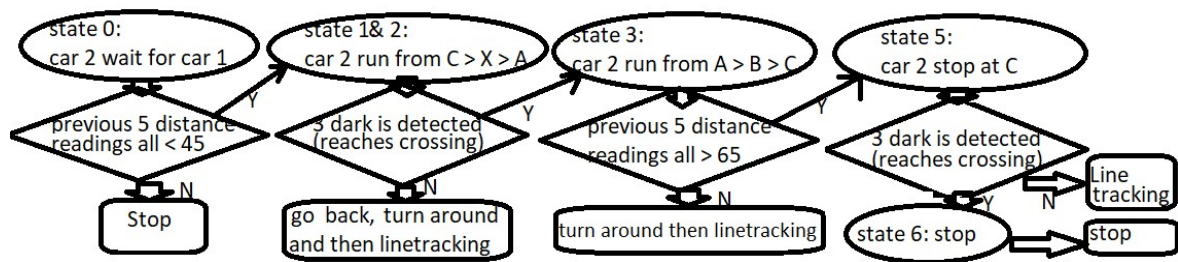 state 0:
car 2 wait for car 1
Y
previous 5 distance
readings all < 45
N
Stop
state 1& 2:
car 2 run from C > X > A
Y
3 dark is detected
(reaches crossing)
N
go back, turn around
and then linetracking
state 3:
car 2 run from A > B > C
Y
previous 5 distance
readings all > 65
N
turn around then linetracking
state 5:
car 2 stop at C
3 dark is detected
(reaches crossing)
Line
tracking
Y
N
state 6: stop
stop